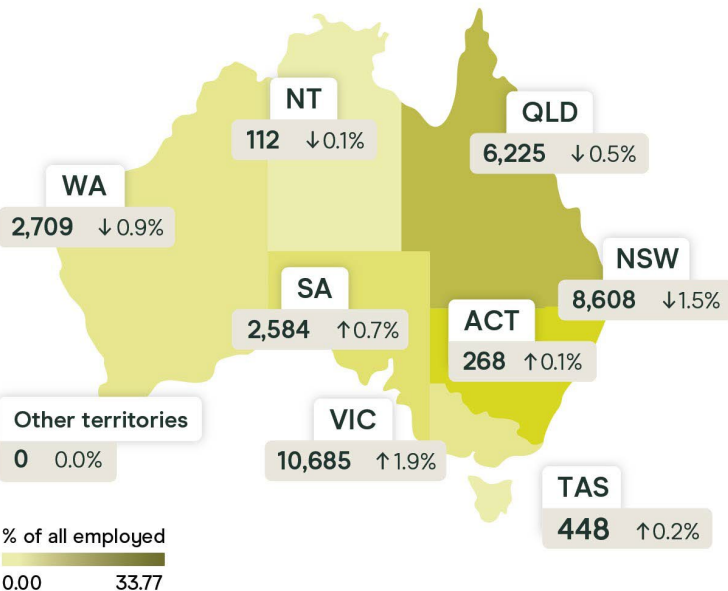 NT
112 ↓0.1%
QLD
6,225 ↓0.5%
WA
2,709 ↓0.9%
NSW
8,608 ↓1.5%
SA
2,584 ↑0.7%
ACT
268 ↑0.1%
Other territories
0 0.0%
VIC
10,685 ↑1.9%
TAS
448 ↑0.2%
% of all employed
0.00 33.77